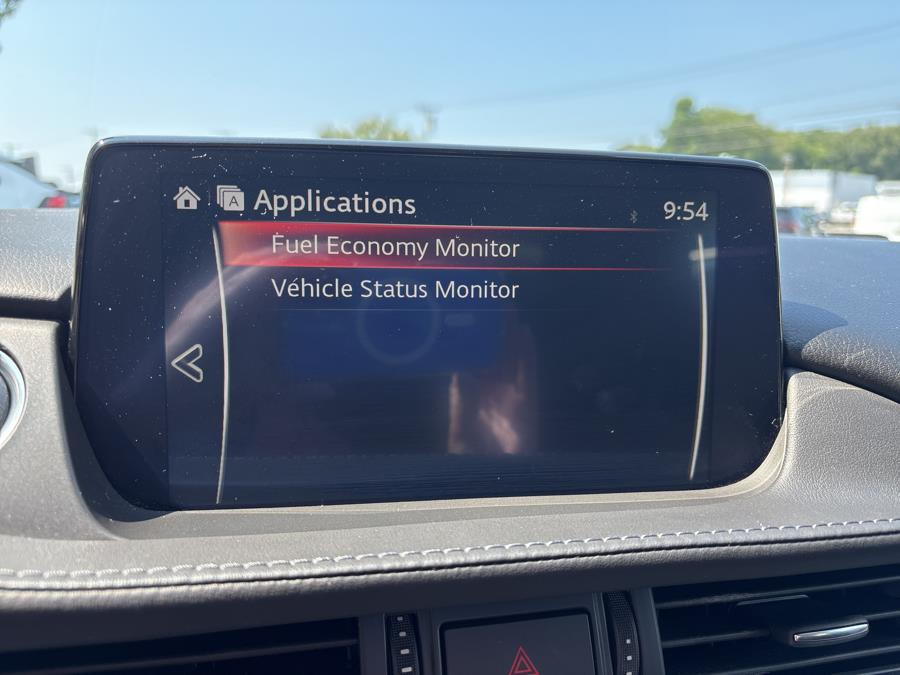 A Applications 9:54
Fuel Economy Monitor
Vehicle Status Monitor